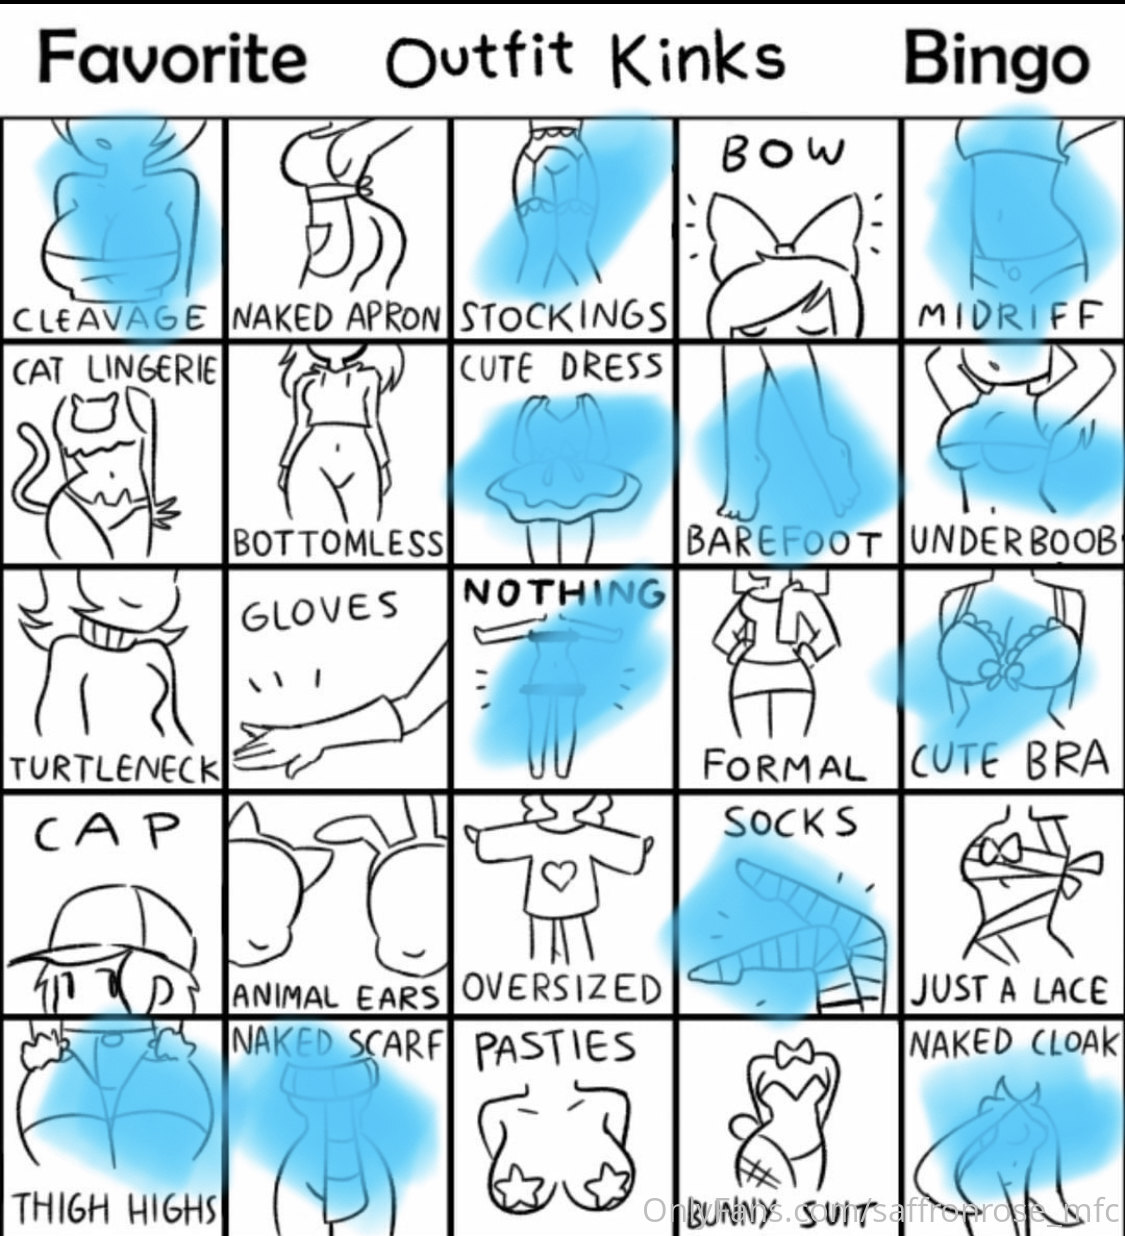 Favorite Outfit Kinks Bingo
CLEAVAGE
NAKED APRON
STOCKINGS
BOW
MIDRIFF
CAT LINGERIE
BOTTOMLESS
CUTE DRESS
BAREFOOT
UNDERBOOB
TURTLENECK
GLOVES
NOTHING
FORMAL
CUTE BRA
CAP
ANIMAL EARS
OVERSIZED
SOCKS
JUST A LACE
THIGH HIGHS
NAKED SCARF
PASTIES
BUNNY SUIT
NAKED CLOAK
OnlyFans.com/saffronrose_mfc